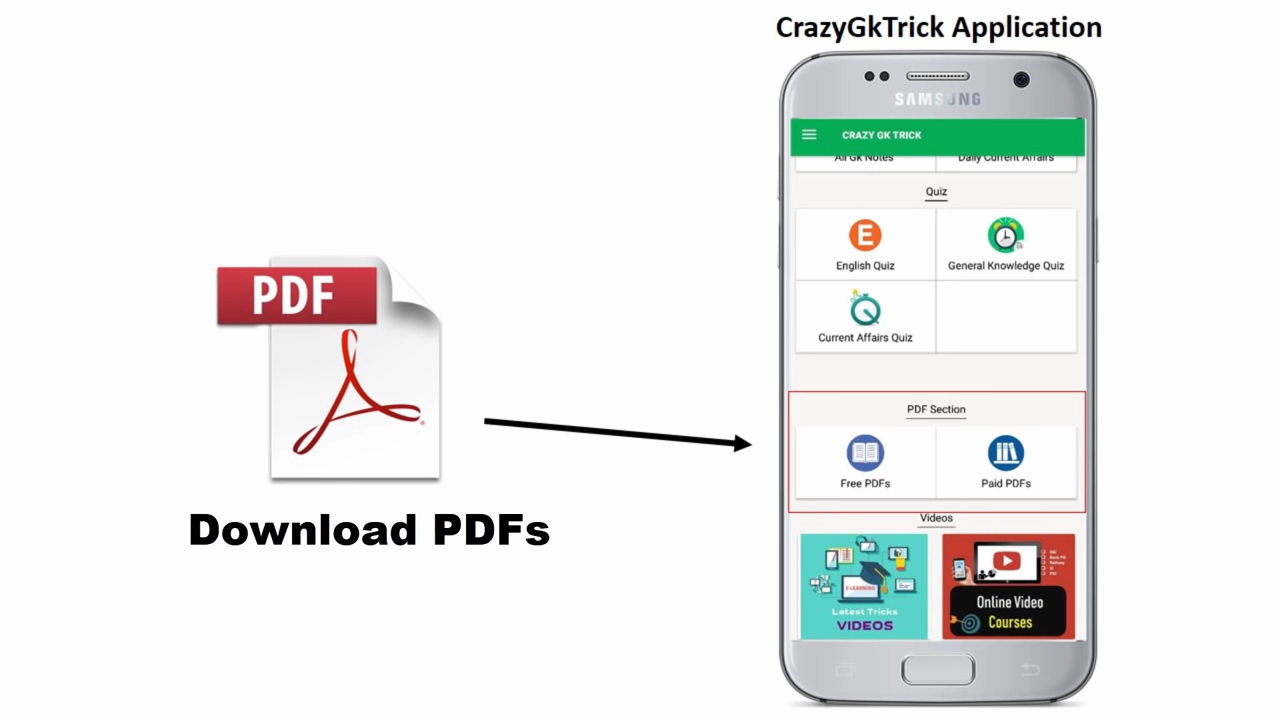 CrazyGkTrick Application
SAMSUNG
CRAZY GK TRICK
All Gk Notes
Daily Current Affairs
Quiz
E
English Quiz
General Knowledge Quiz
Current Affairs Quiz
PDF Section
Free PDFs
Paid PDFs
Videos
E-LEARNING
Latest Tricks
VIDEOS
Online Video
Courses
PDF
Download PDFs